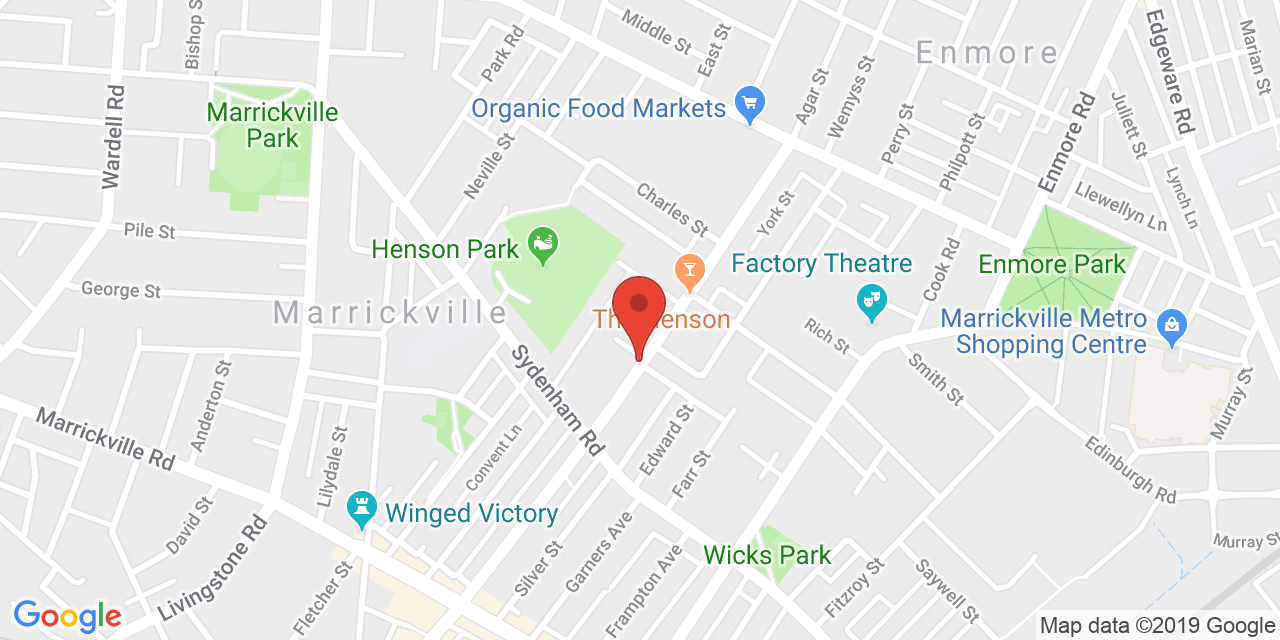 Bishop S
Park Rd
Middle St
East St
Enmore
Edgeware Rd
Marian St
Wardell Rd
Marrickville
Park
Organic Food Markets
Agar St
Wemyss St
Perry St
Philpott St
Enmore Rd
Juliett St
Neville St
Charles St
York St
Llewellyn Ln
Lynch Ln
Pile St
Henson Park
Factory Theatre
Cook Rd
Enmore Park
George St
Marrickville
Th Henson
Rich St
Marrickville Metro
Shopping Centre
Sydenham Rd
Smith St
Anderton St
Murray St
Marrickville Rd
Lilydale St
Convent Ln
Edward St
Farr St
Edinburgh Rd
David St
Winged Victory
Livingstone Rd
Silver St
Garners Ave
Frampton Ave
Wicks Park
Murray St
Fletcher St
Fitzroy St
Saywell St
Google
Map data ©2019 Google